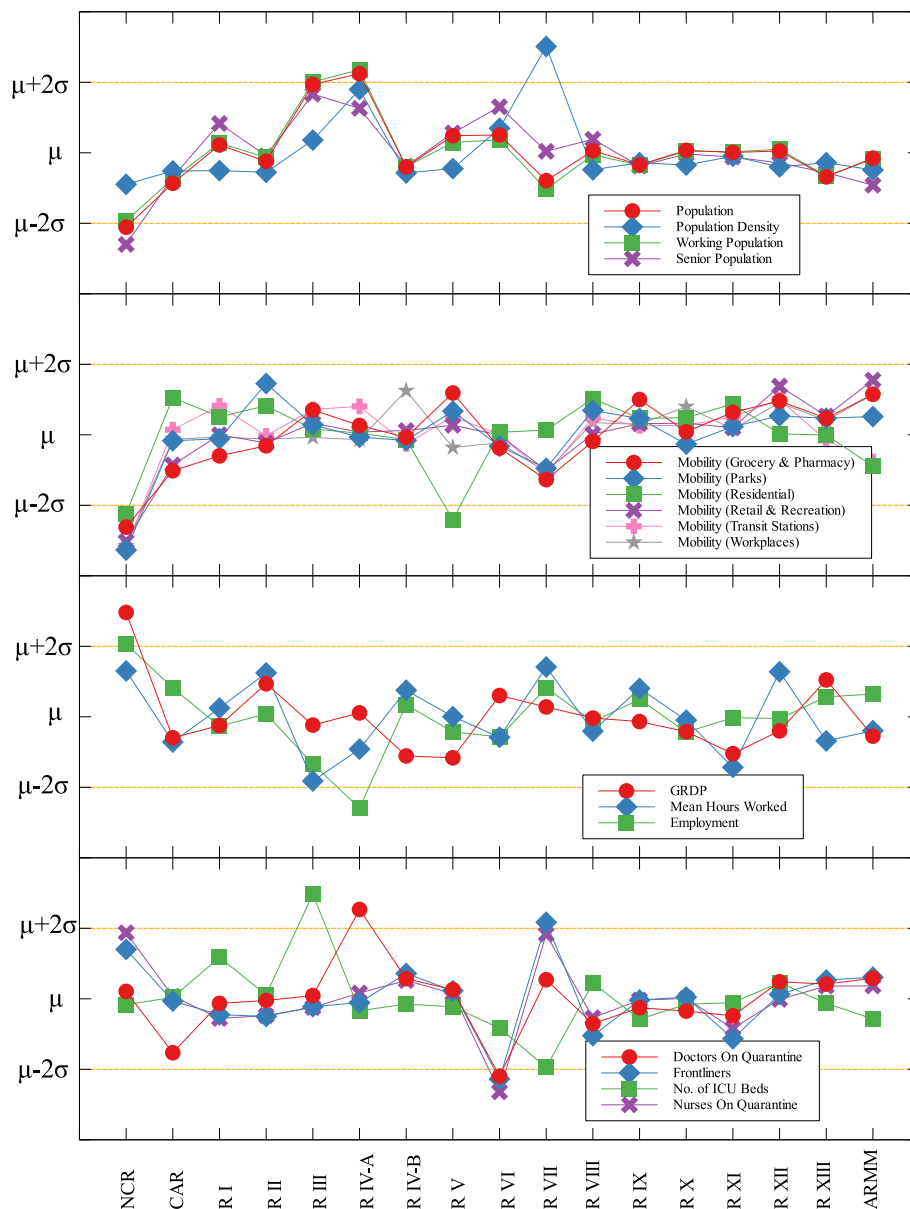 μ+2σ
μ
μ-2σ
Population
Population Density
Working Population
Senior Population
μ+2σ
μ
μ-2σ
Mobility (Grocery & Pharmacy)
Mobility (Parks)
Mobility (Residential)
Mobility (Retail & Recreation)
Mobility (Transit Stations)
Mobility (Workplaces)
μ+2σ
μ
μ-2σ
GRDP
Mean Hours Worked
Employment
μ+2σ
μ
μ-2σ
Doctors On Quarantine
Frontliners
No. of ICU Beds
Nurses On Quarantine
NCR
CAR
R I
R II
R III
R IV-A
R IV-B
R V
R VI
R VII
R VIII
R IX
R X
R XI
R XII
R XIII
ARMM